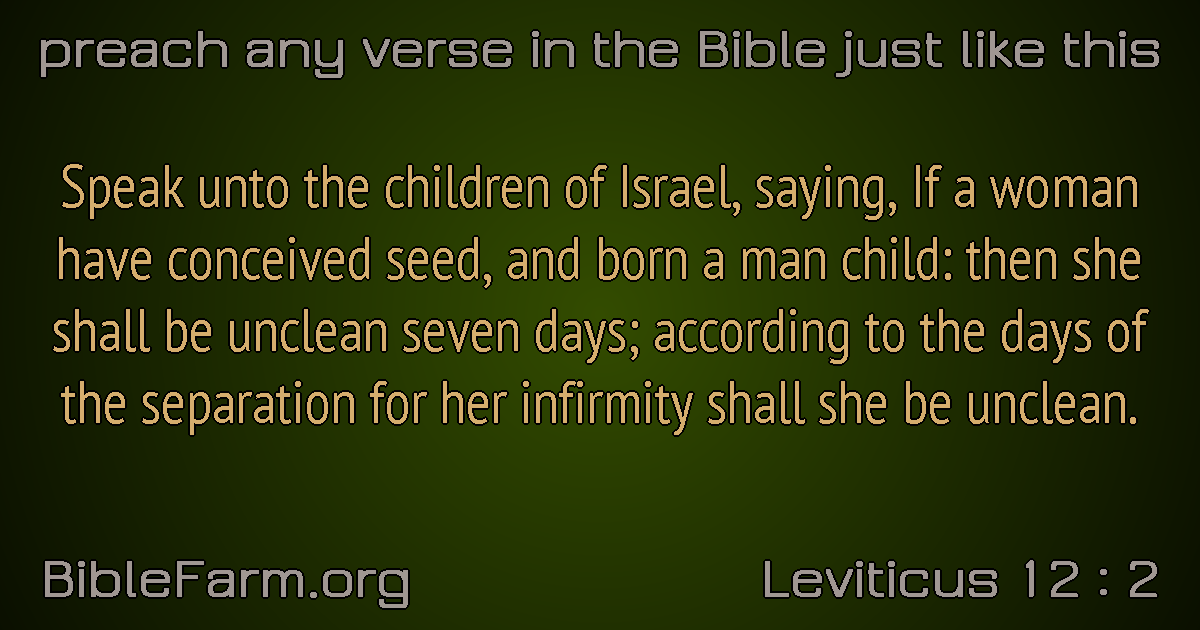 preach any verse in the Bible just like this
Speak unto the children of Israel, saying, If a woman
have conceived seed, and born a man child: then she
shall be unclean seven days; according to the days of
the separation for her infirmity shall she be unclean.
BibleFarm.org
Leviticus 12 : 2